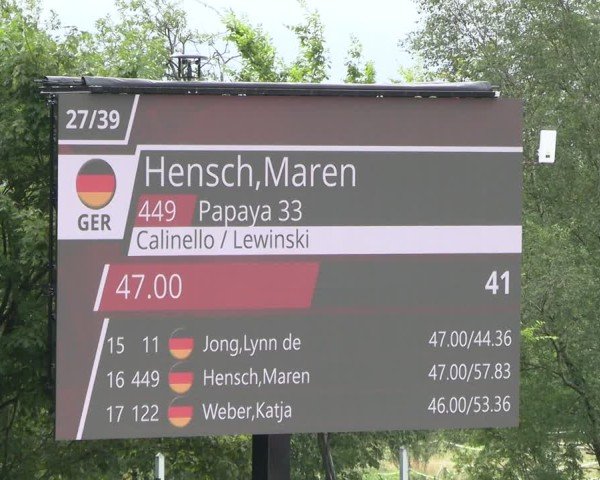 27/39
Hensch,Maren
GER
449 Papaya 33
Calinello / Lewinski
47.00 41
15 11 Jong,Lynn de 47.00/44.36
16 449 Hensch,Maren 47.00/57.83
17 122 Weber,Katja 46.00/53.36